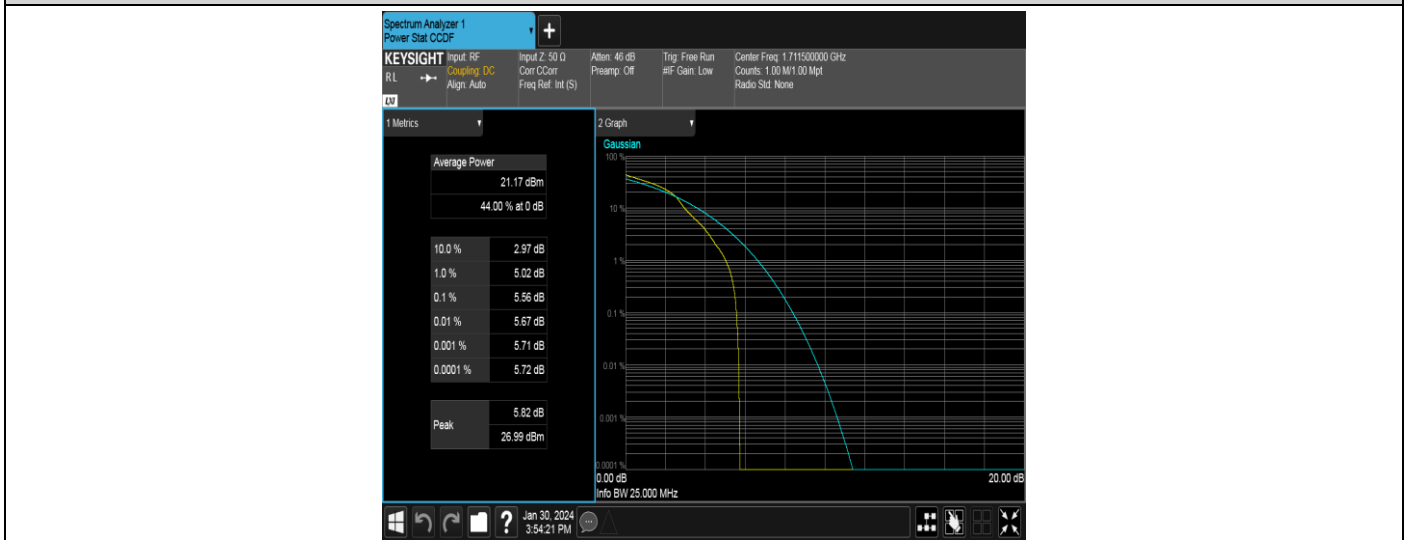 Spectrum Analyzer 1
Power Stat CCDF
+
KEYSIGHT
RL
LXI
Input: RF
Coupling: DC
Align: Auto
Input Z: 50 Ω
Corr CCorr
Freq Ref: Int (S)
Atten: 46 dB
Preamp: Off
Trig: Free Run
#IF Gain: Low
Center Freq: 1.711500000 GHz
Counts: 1.00 M/1.00 Mpt
Radio Std: None
1 Metrics
Average Power
21.17 dBm
44.00 % at 0 dB
10.0 % 2.97 dB
1.0 % 5.02 dB
0.1 % 5.56 dB
0.01 % 5.67 dB
0.001 % 5.71 dB
0.0001 % 5.72 dB
Peak
5.82 dB
26.99 dBm
2 Graph
Gaussian
100 %
10 %
1 %
0.1 %
0.01 %
0.001 %
0.0001 %
0.00 dB 20.00 dB
Info BW 25.000 MHz
?
Jan 30, 2024
3:54:21 PM